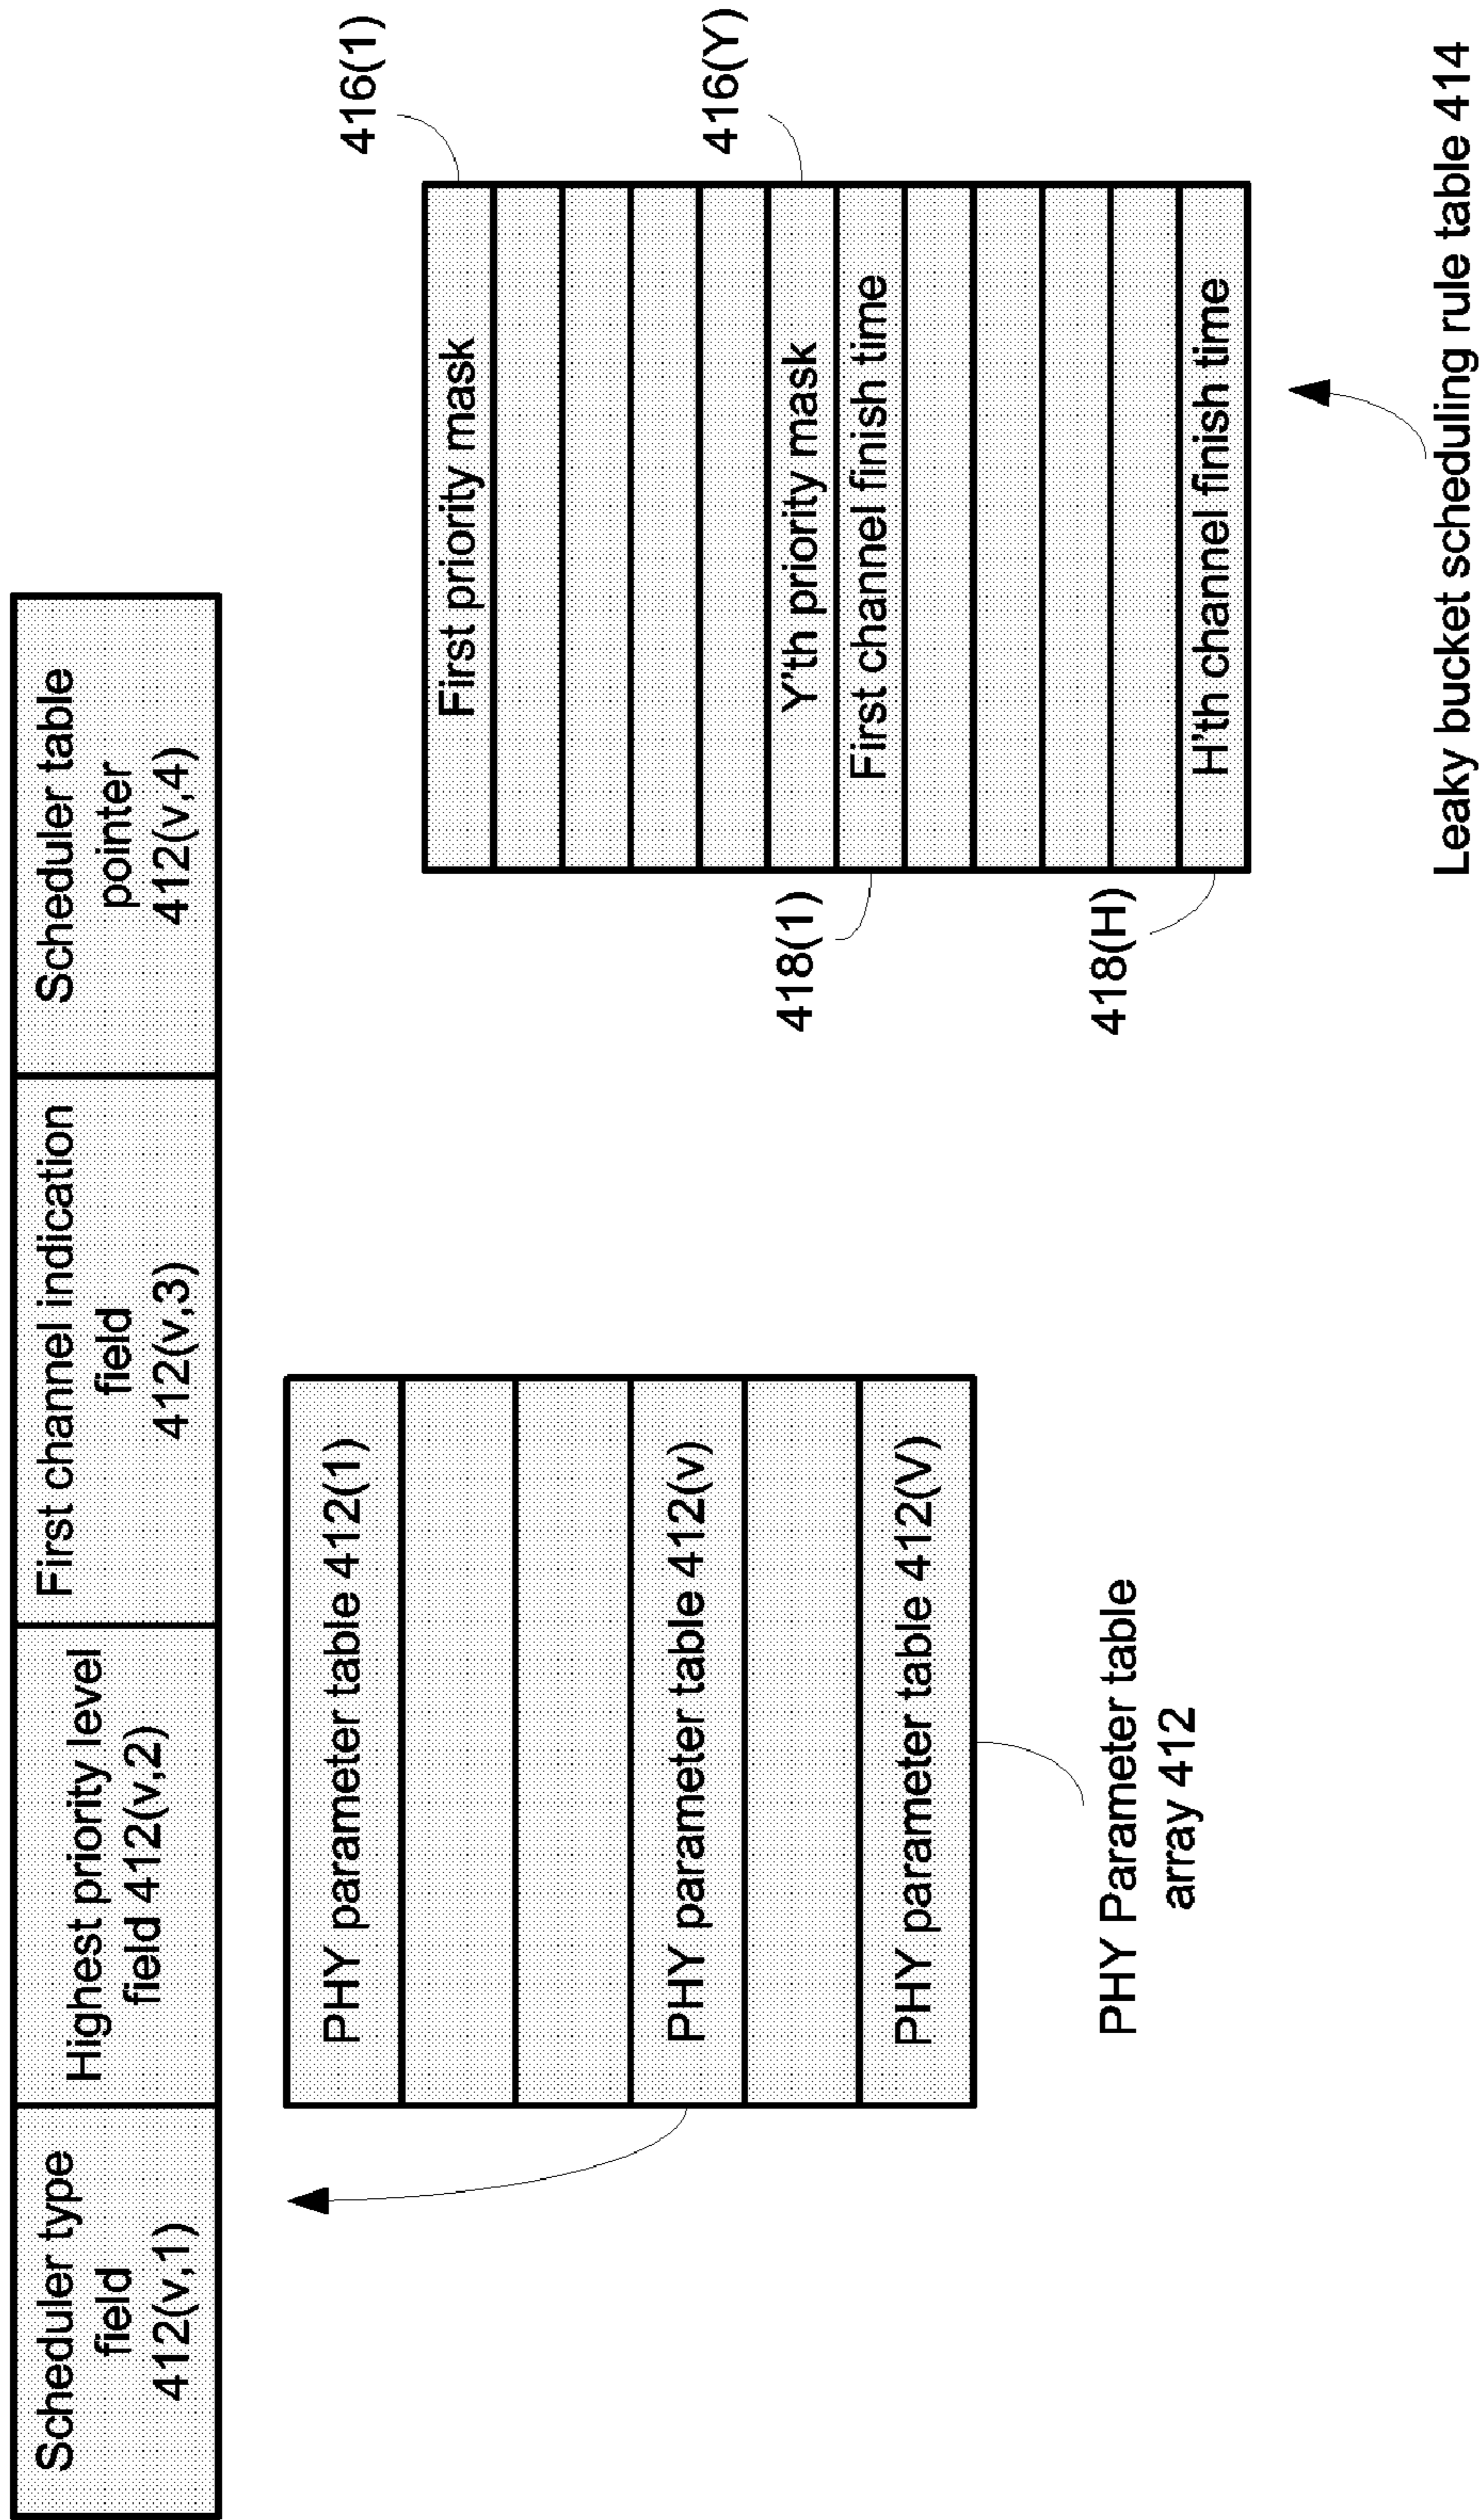 Scheduler type
field
412(v,1)
Highest priority level
field 412(v,2)
First channel indication
field
412(v,3)
Scheduler table
pointer
412(v,4)
PHY parameter table 412(1)
PHY parameter table 412(v)
PHY parameter table 412(V)
PHY Parameter table
array 412
416(1)
First priority mask
416(Y)
Y'th priority mask
First channel finish time
418(1)
H'th channel finish time
418(H)
Leaky bucket scheduling rule table 414